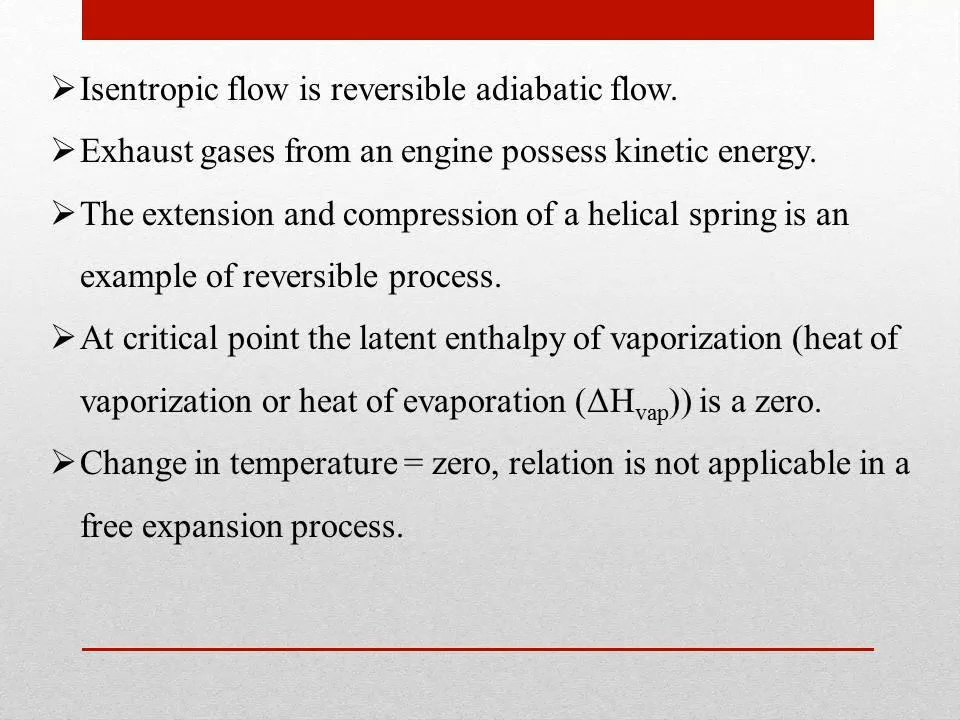 ➢Isentropic flow is reversible adiabatic flow.
➢Exhaust gases from an engine possess kinetic energy.
➢The extension and compression of a helical spring is an
example of reversible process.
➢At critical point the latent enthalpy of vaporization (heat of
vaporization or heat of evaporation (ΔHvap)) is a zero.
➢Change in temperature = zero, relation is not applicable in a
free expansion process.